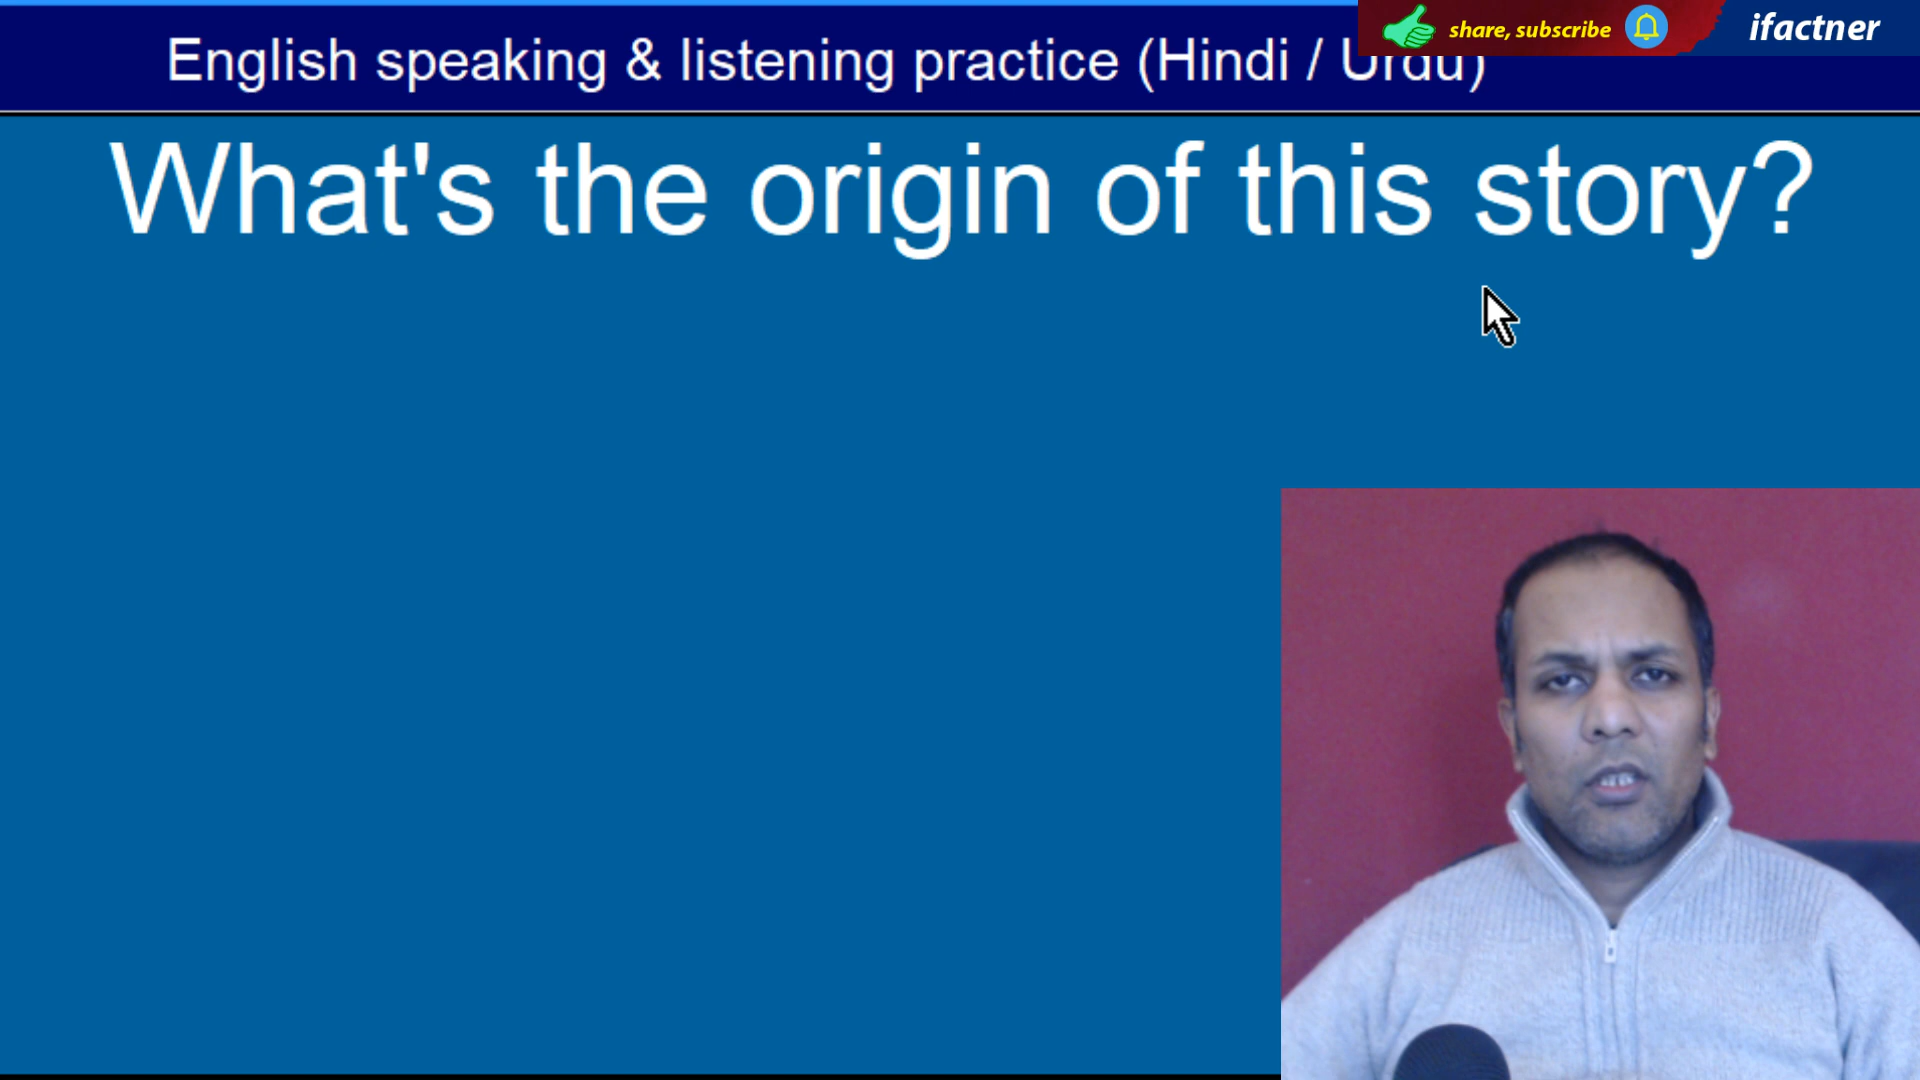 share, subscribe
ifactner
English speaking & listening practice (Hindi / Urdu)
What's the origin of this story?